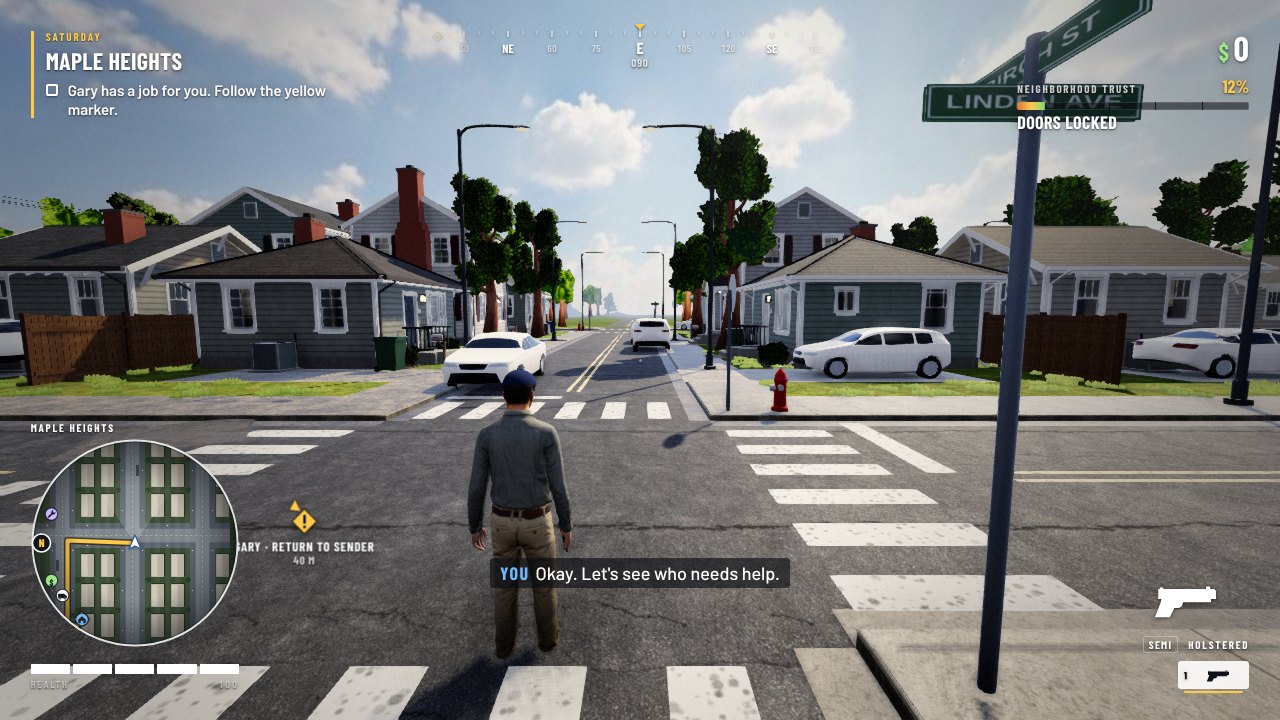 SATURDAY
MAPLE HEIGHTS
Gary has a job for you. Follow the yellow
marker.
NE
60
75
E
105
120
SE
090
$0
12%
NEIGHBORHOOD TRUST
DOORS LOCKED
ST
LINDEN AVE
MAPLE HEIGHTS
N
$
GARY · RETURN TO SENDER
40 M
YOU Okay. Let's see who needs help.
SEMI HOLSTERED
1
HEALTH 100